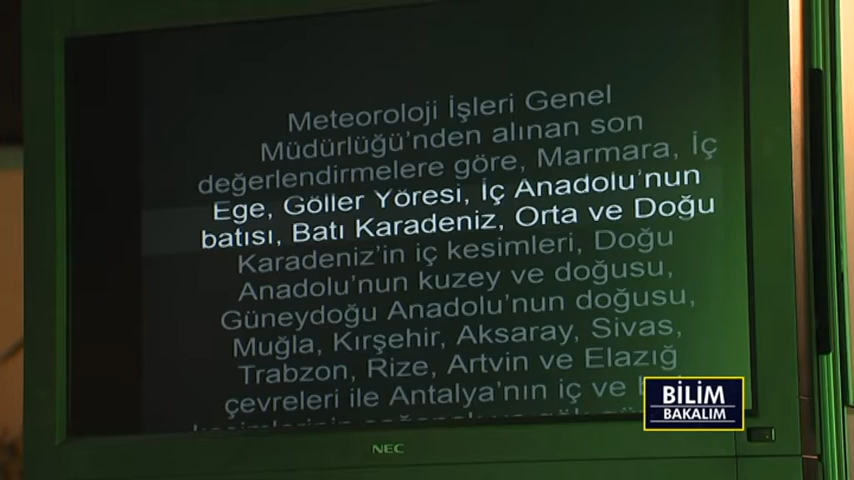 Meteoroloji İşleri Genel
Müdürlüğü'nden alınan son
değerlendirmelere göre, Marmara, İç
Ege, Göller Yöresi, İç Anadolu'nun
batısı, Batı Karadeniz, Orta ve Doğu
Karadeniz'in iç kesimleri, Doğu
Anadolu'nun kuzey ve doğusu,
Güneydoğu Anadolu'nun doğusu,
Muğla, Kırşehir, Aksaray, Sivas,
Trabzon, Rize, Artvin ve Elazığ
çevreleri ile Antalya'nın iç ve
NEC
BİLİM
BAKALIM